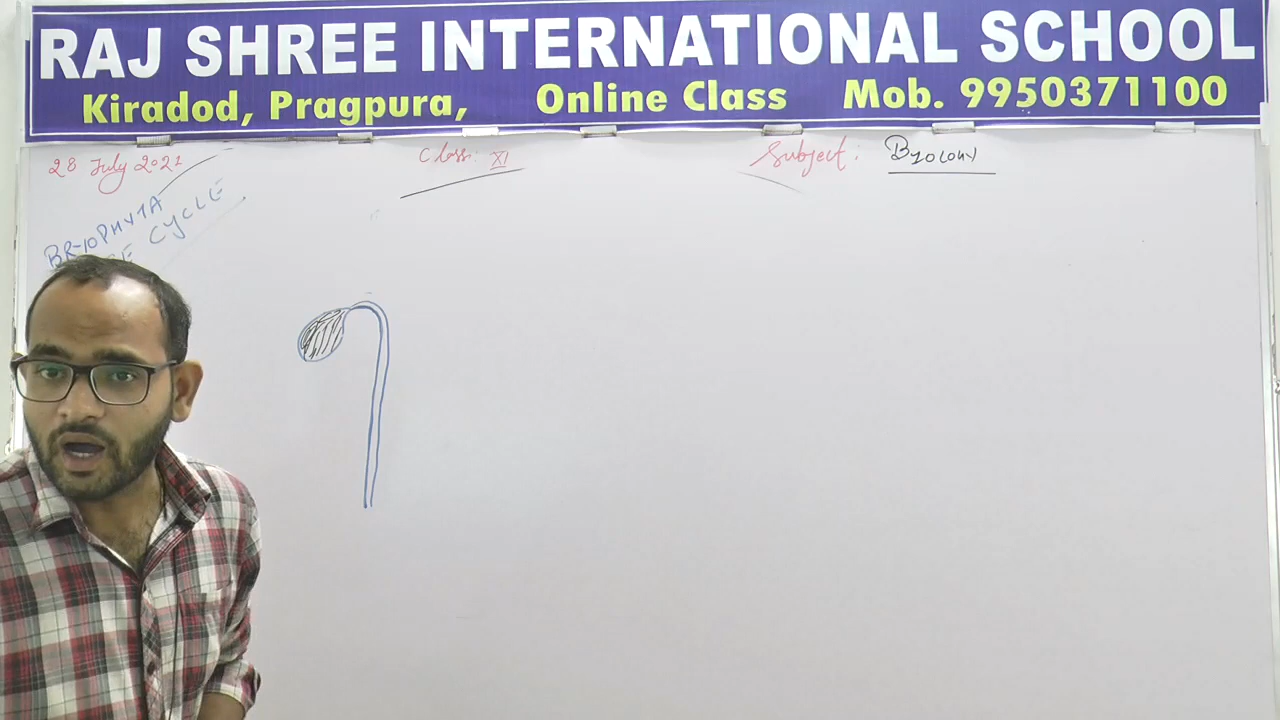 RAJ SHREE INTERNATIONAL SCHOOL
Kiradod, Pragpura, Online Class Mob. 9950371100
28 July 2021 Class: XI Subject: BIOLOGY
BRYOPHYTA
CYCLE